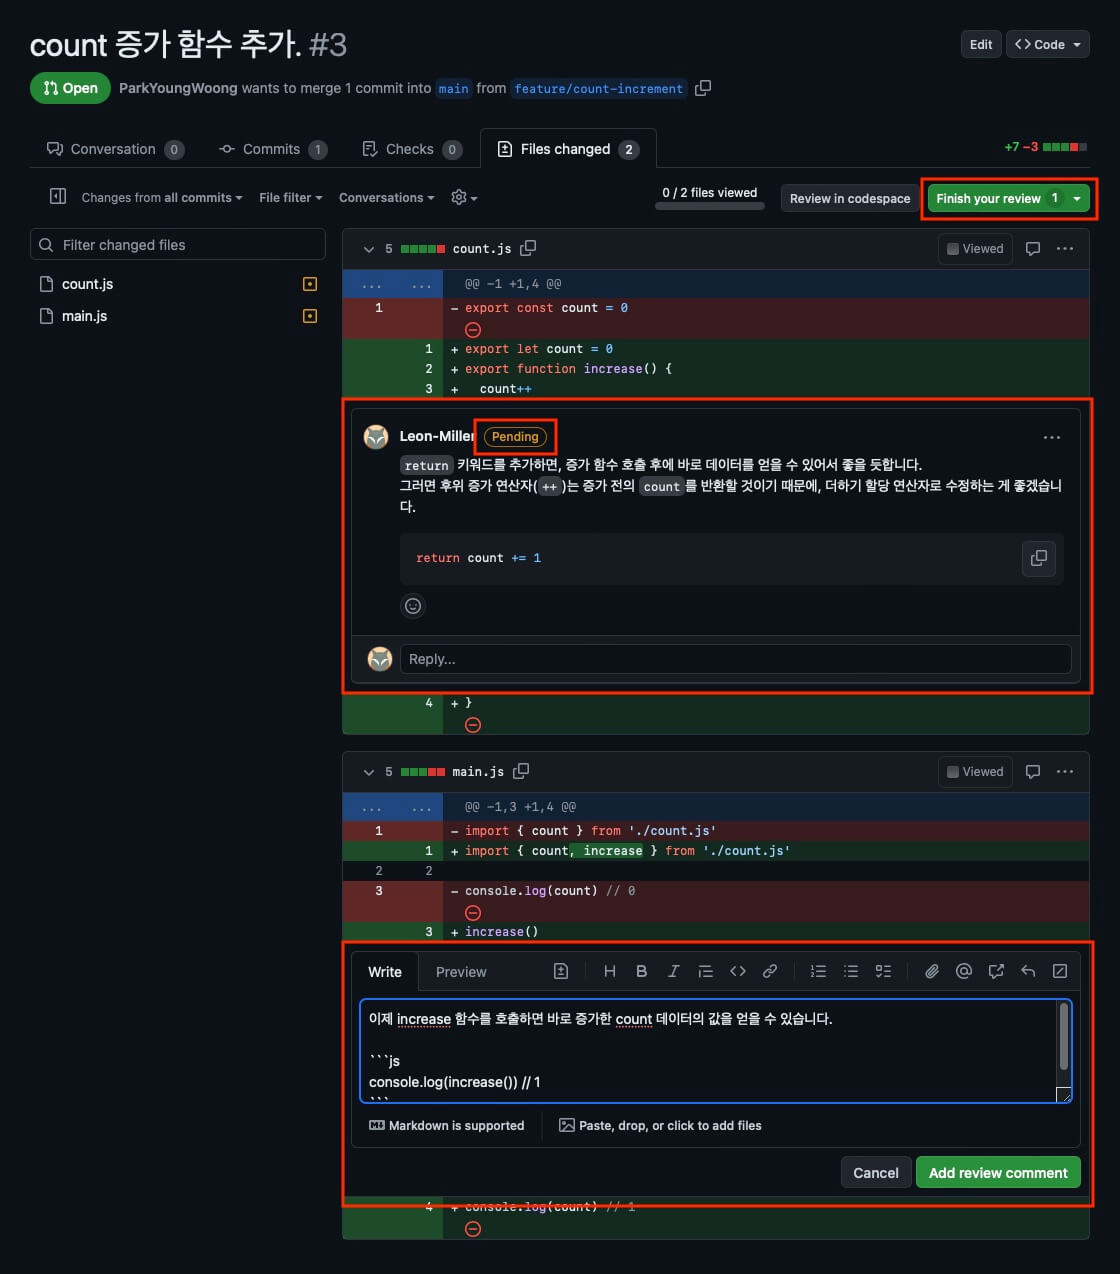 count 증가 함수 추가. #3
Edit
<> Code
Open ParkYoungWoong wants to merge 1 commit into main from feature/count-increment
Conversation 0 Commits 1 Checks 0 Files changed 2
+7 −3
Changes from all commits File filter Conversations
0 / 2 files viewed
Review in codespace
Finish your review 1
Filter changed files
count.js
main.js
5 count.js Viewed
... ... @@ -1 +1,4 @@
1 - export const count = 0
1 + export let count = 0
2 + export function increase() {
3 + count++
Leon-Miller Pending
return 키워드를 추가하면, 증가 함수 호출 후에 바로 데이터를 얻을 수 있어서 좋을 듯합니다.
그러면 후위 증가 연산자(++)는 증가 전의 count를 반환할 것이기 때문에, 더하기 할당 연산자로 수정하는 게 좋겠습니
다.
return count += 1
Reply...
4 + }
5 main.js Viewed
... ... @@ -1,3 +1,4 @@
1 - import { count } from './count.js'
1 + import { count, increase } from './count.js'
2 2
3 - console.log(count) // 0
3 + increase()
Write Preview
이제 increase 함수를 호출하면 바로 증가한 count 데이터의 값을 얻을 수 있습니다.
```js
console.log(increase()) // 1
```
Markdown is supported
Paste, drop, or click to add files
Cancel Add review comment
4 + console.log(count) // 1